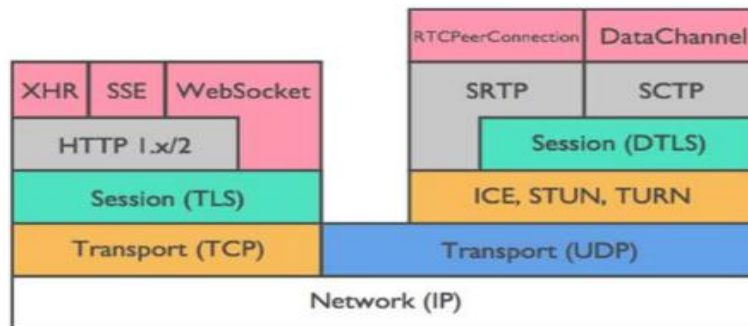 RTCPeerConnection DataChannel
XHR SSE WebSocket SRTP SCTP
HTTP 1.x/2 Session (DTLS)
Session (TLS) ICE, STUN, TURN
Transport (TCP) Transport (UDP)
Network (IP)